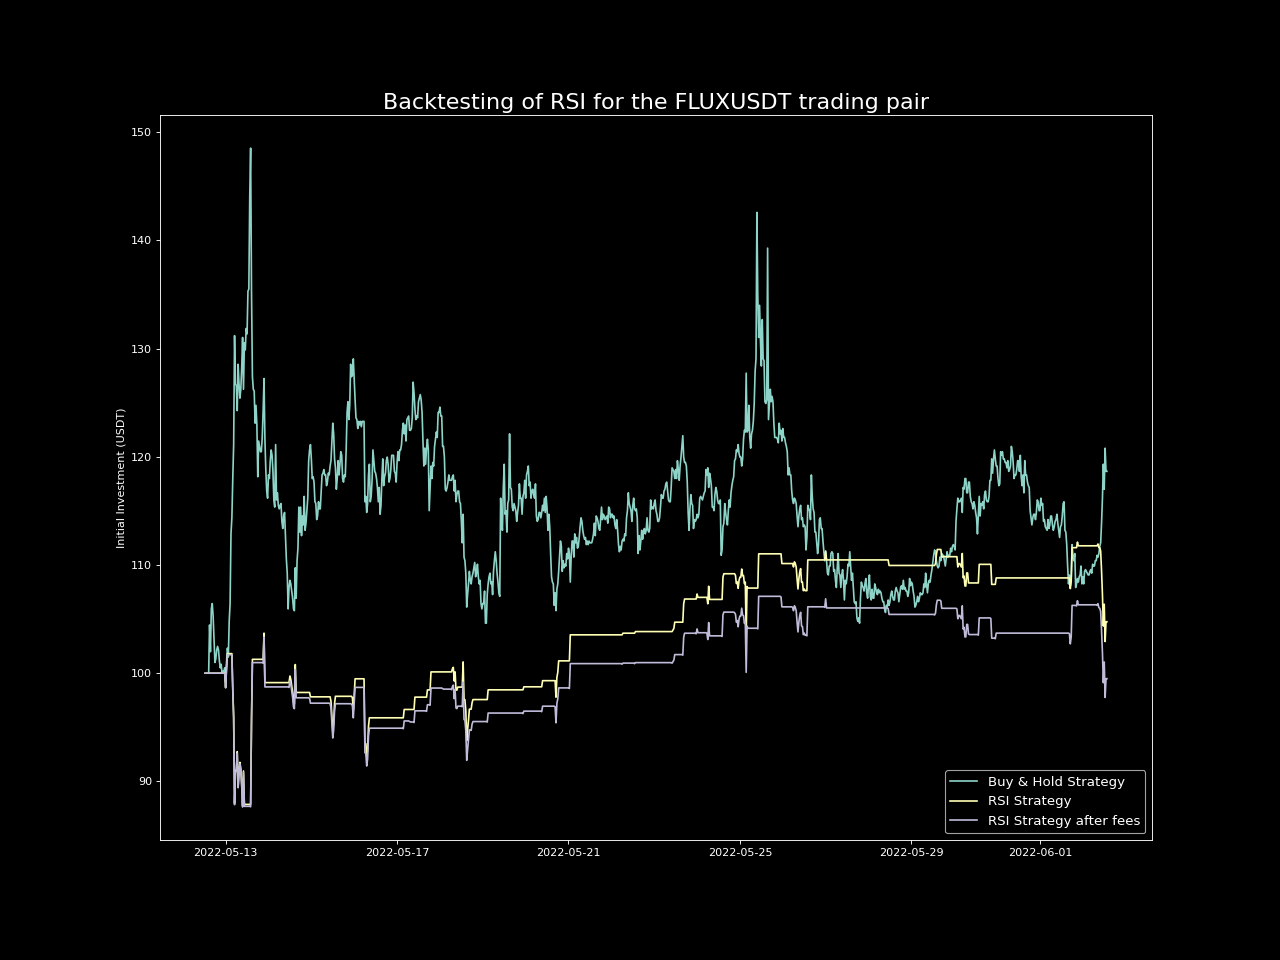 Backtesting of RSI for the FLUXUSDT trading pair
Initial Investment (USDT)
150
140
130
120
110
100
90
2022-05-13
2022-05-17
2022-05-21
2022-05-25
2022-05-29
2022-06-01
Buy & Hold Strategy
RSI Strategy
RSI Strategy after fees